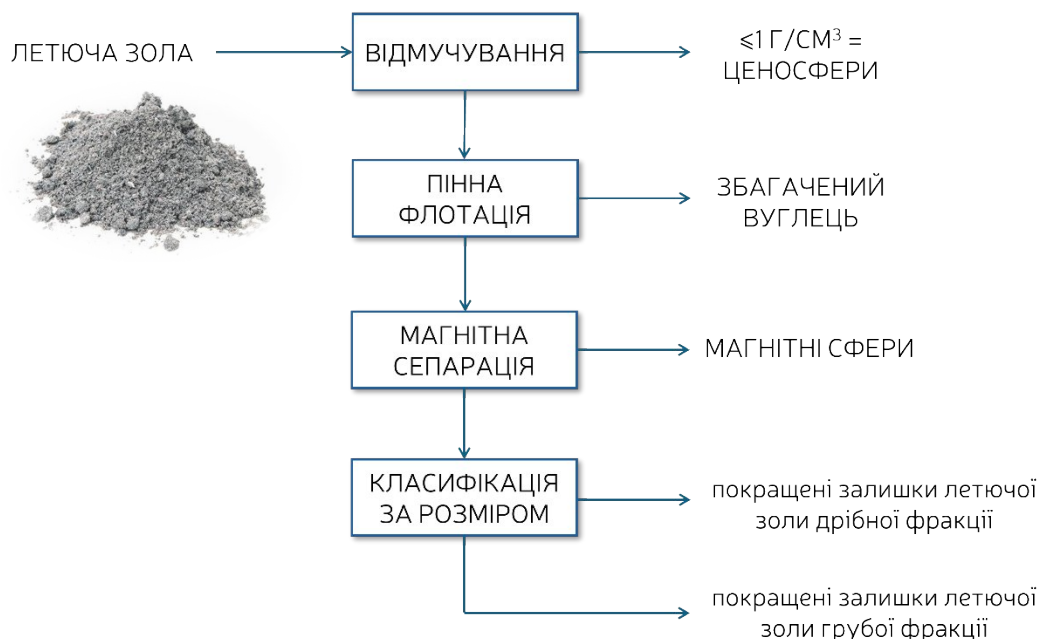 ЛЕТЮЧА ЗОЛА
ВІДМУЧУВАННЯ
≤1 Г/СМ³ =
ЦЕНОСФЕРИ
ПІННА
ФЛОТАЦІЯ
ЗБАГАЧЕНИЙ
ВУГЛЕЦЬ
МАГНІТНА
СЕПАРАЦІЯ
МАГНІТНІ СФЕРИ
КЛАСИФІКАЦІЯ
ЗА РОЗМІРОМ
покращені залишки летючої
золи дрібної фракції
покращені залишки летючої
золи грубої фракції